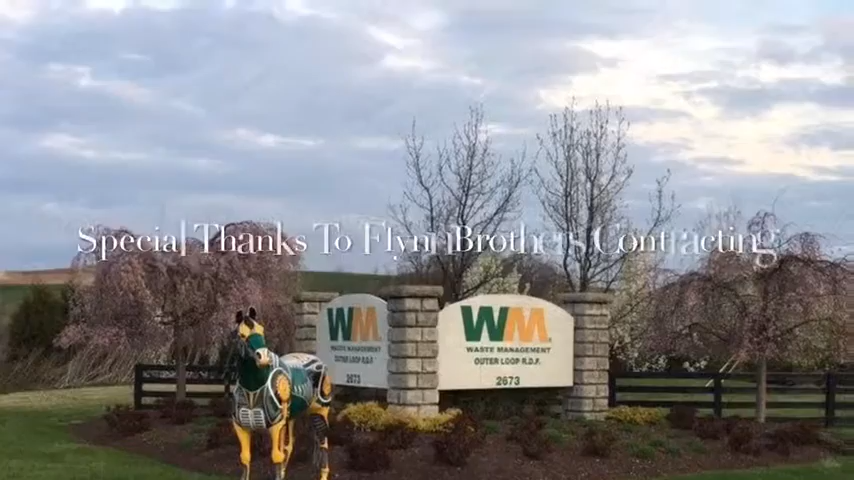 Special Thanks To Flynn Brothers Contracting
WM
WASTE MANAGEMENT
OUTER LOOP R.D.F.
2673
WM
WASTE MANAGEMENT
OUTER LOOP R.D.F.
2673